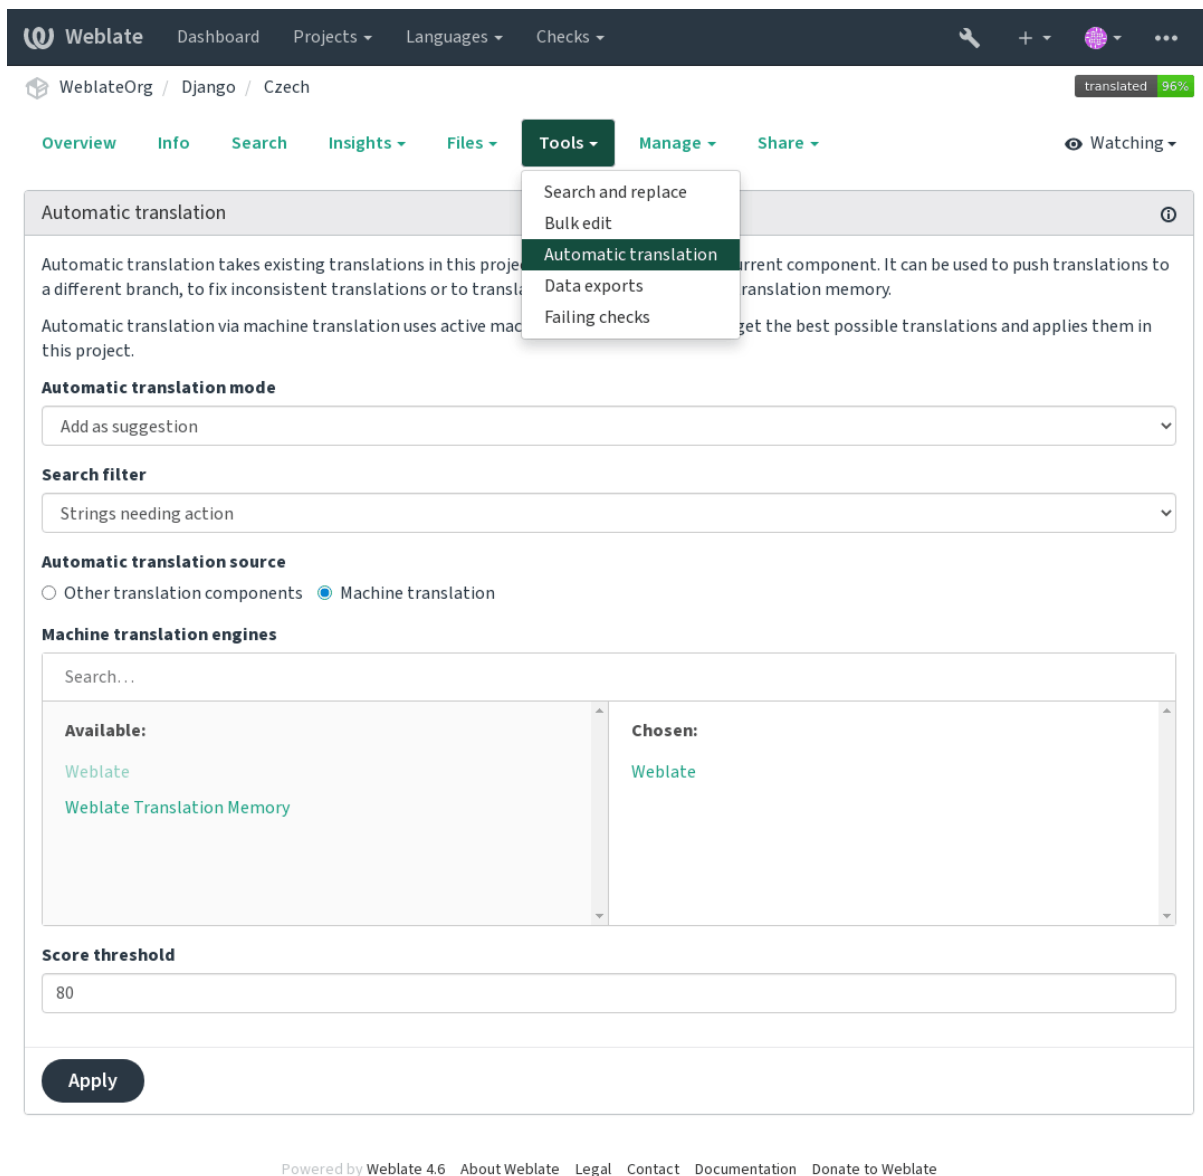 Weblate Dashboard Projects Languages Checks
WeblateOrg / Django / Czech translated 96%
Overview Info Search Insights Files Tools Manage Share Watching
Search and replace
Bulk edit
Automatic translation
Data exports
Failing checks
Automatic translation
Automatic translation takes existing translations in this proje urrent component. It can be used to push translations to
a different branch, to fix inconsistent translations or to transl ranslation memory.
Automatic translation via machine translation uses active mac get the best possible translations and applies them in
this project.
Automatic translation mode
Add as suggestion
Search filter
Strings needing action
Automatic translation source
Other translation components Machine translation
Machine translation engines
Search...
Available: Chosen:
Weblate Weblate
Weblate Translation Memory
Score threshold
80
Apply
Powered by Weblate 4.6 About Weblate Legal Contact Documentation Donate to Weblate